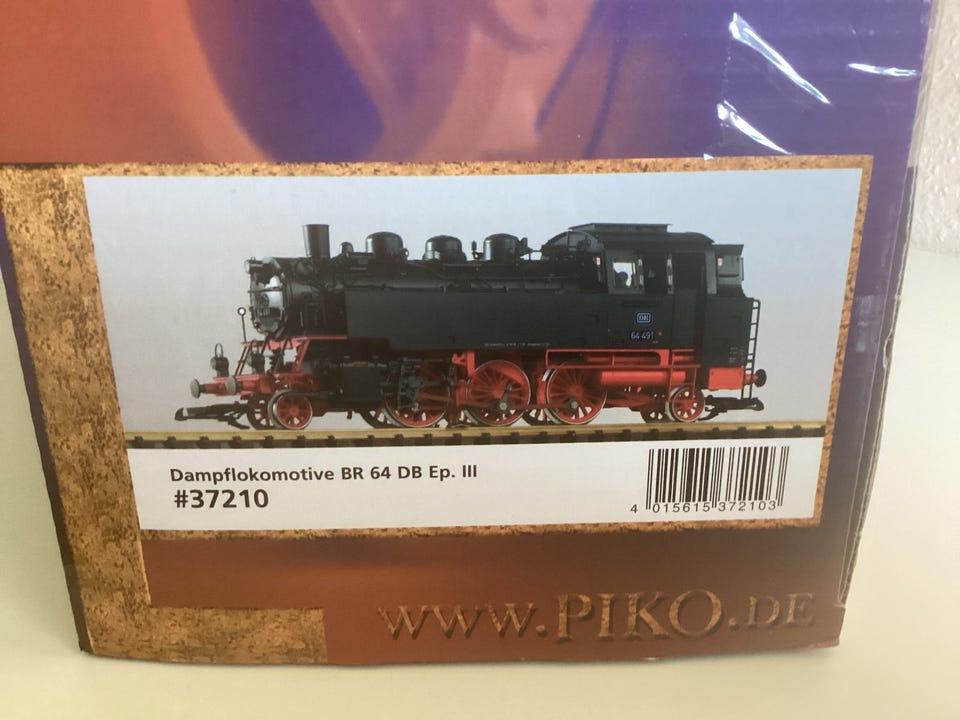 DB
64 491
Dampflokomotive BR 64 DB Ep. III
#37210
4 015615 372103
WWW.PIKO.DE